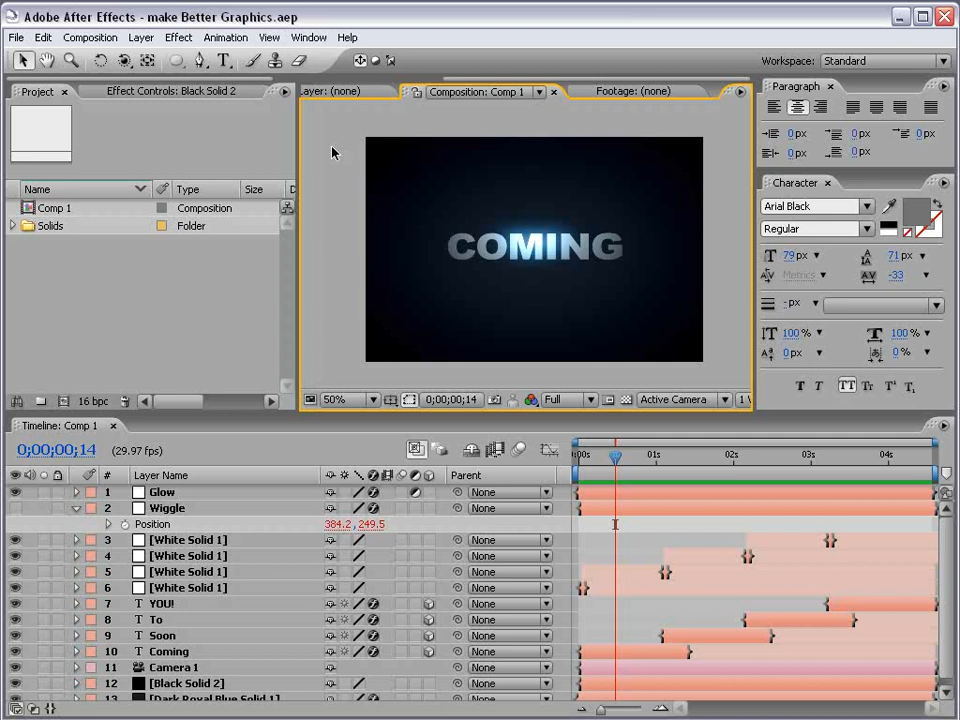 Adobe After Effects - make Better Graphics.aep
File Edit Composition Layer Effect Animation View Window Help
Workspace: Standard
Project Effect Controls: Black Solid 2
Layer: (none) Composition: Comp 1 Footage: (none)
Paragraph
0 px 0 px 0 px
0 px 0 px
Name Type Size
Comp 1 Composition
Solids Folder
16 bpc
COMING
50% 0;00;00;14 Full Active Camera 1 V
Character
Arial Black
Regular
79 px 71 px
Metrics -33
- px
100 % 100 %
0 px 0 %
T T TT Tr T¹ T₁
Timeline: Comp 1
0;00;00;14 (29.97 fps)
:00s 01s 02s 03s 04s
# Layer Name Parent
1 Glow None
2 Wiggle None
Position 384.2, 249.5
3 [White Solid 1] None
4 [White Solid 1] None
5 [White Solid 1] None
6 [White Solid 1] None
7 T YOU! None
8 T To None
9 T Soon None
10 T Coming None
11 Camera 1 None
12 [Black Solid 2] None
13 [Dark Royal Blue Solid 1] None